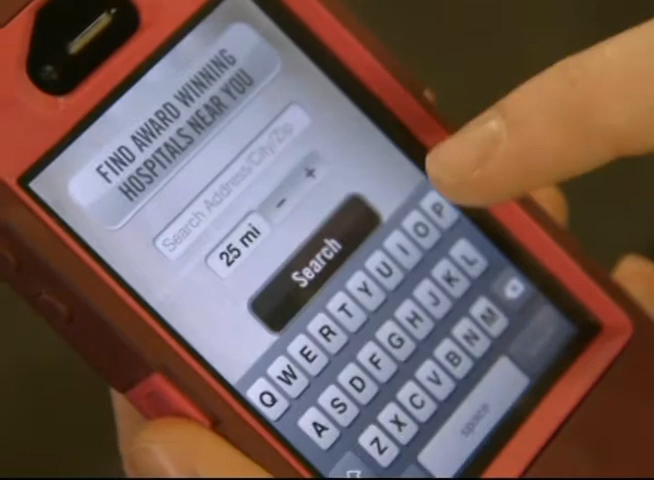 FIND AWARD WINNING
HOSPITALS NEAR YOU
Search Address/City/Zip
25 mi - +
Search
Q W E R T Y U I O P
A S D F G H J K L
Z X C V B N M
space